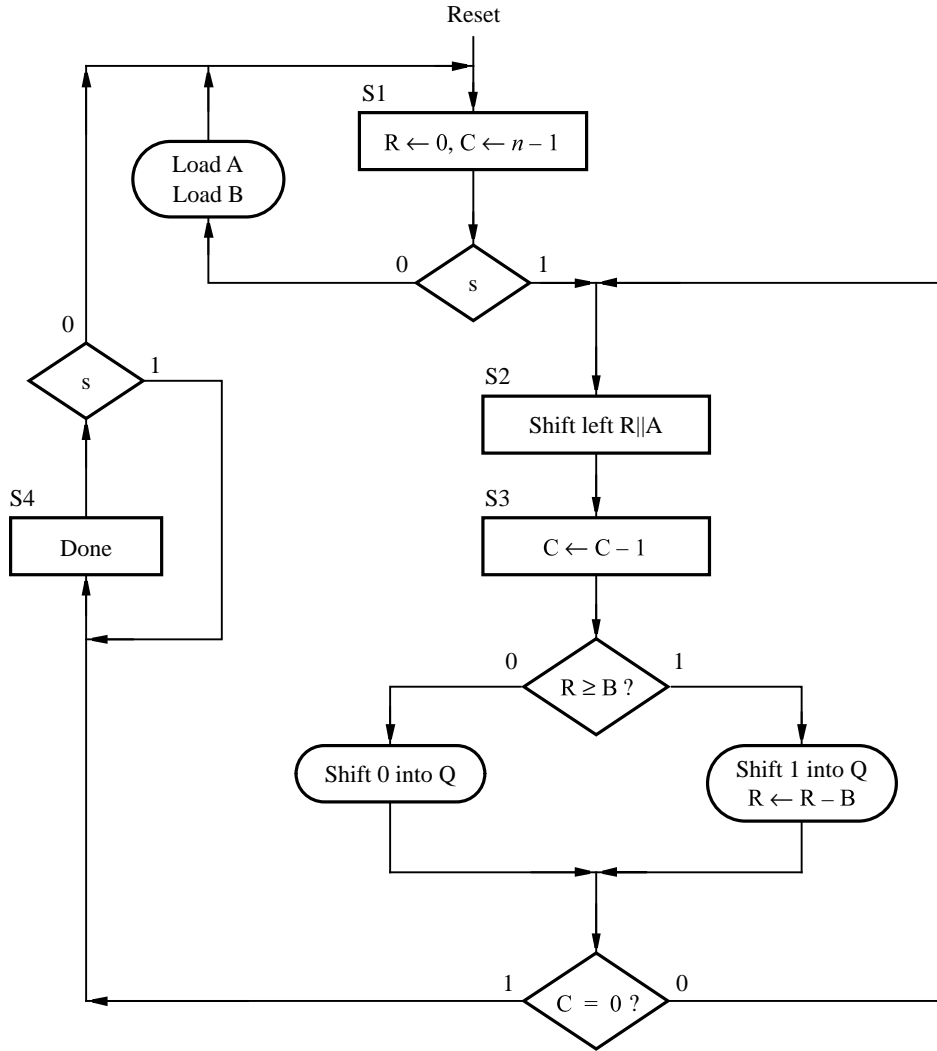 Reset
S1
R ← 0, C ← n – 1
Load A
Load B
0
s
1
0
s
1
S2
Shift left R||A
S3
C ← C – 1
S4
Done
0
R ≥ B ?
1
Shift 0 into Q
Shift 1 into Q
R ← R – B
1
C = 0 ?
0